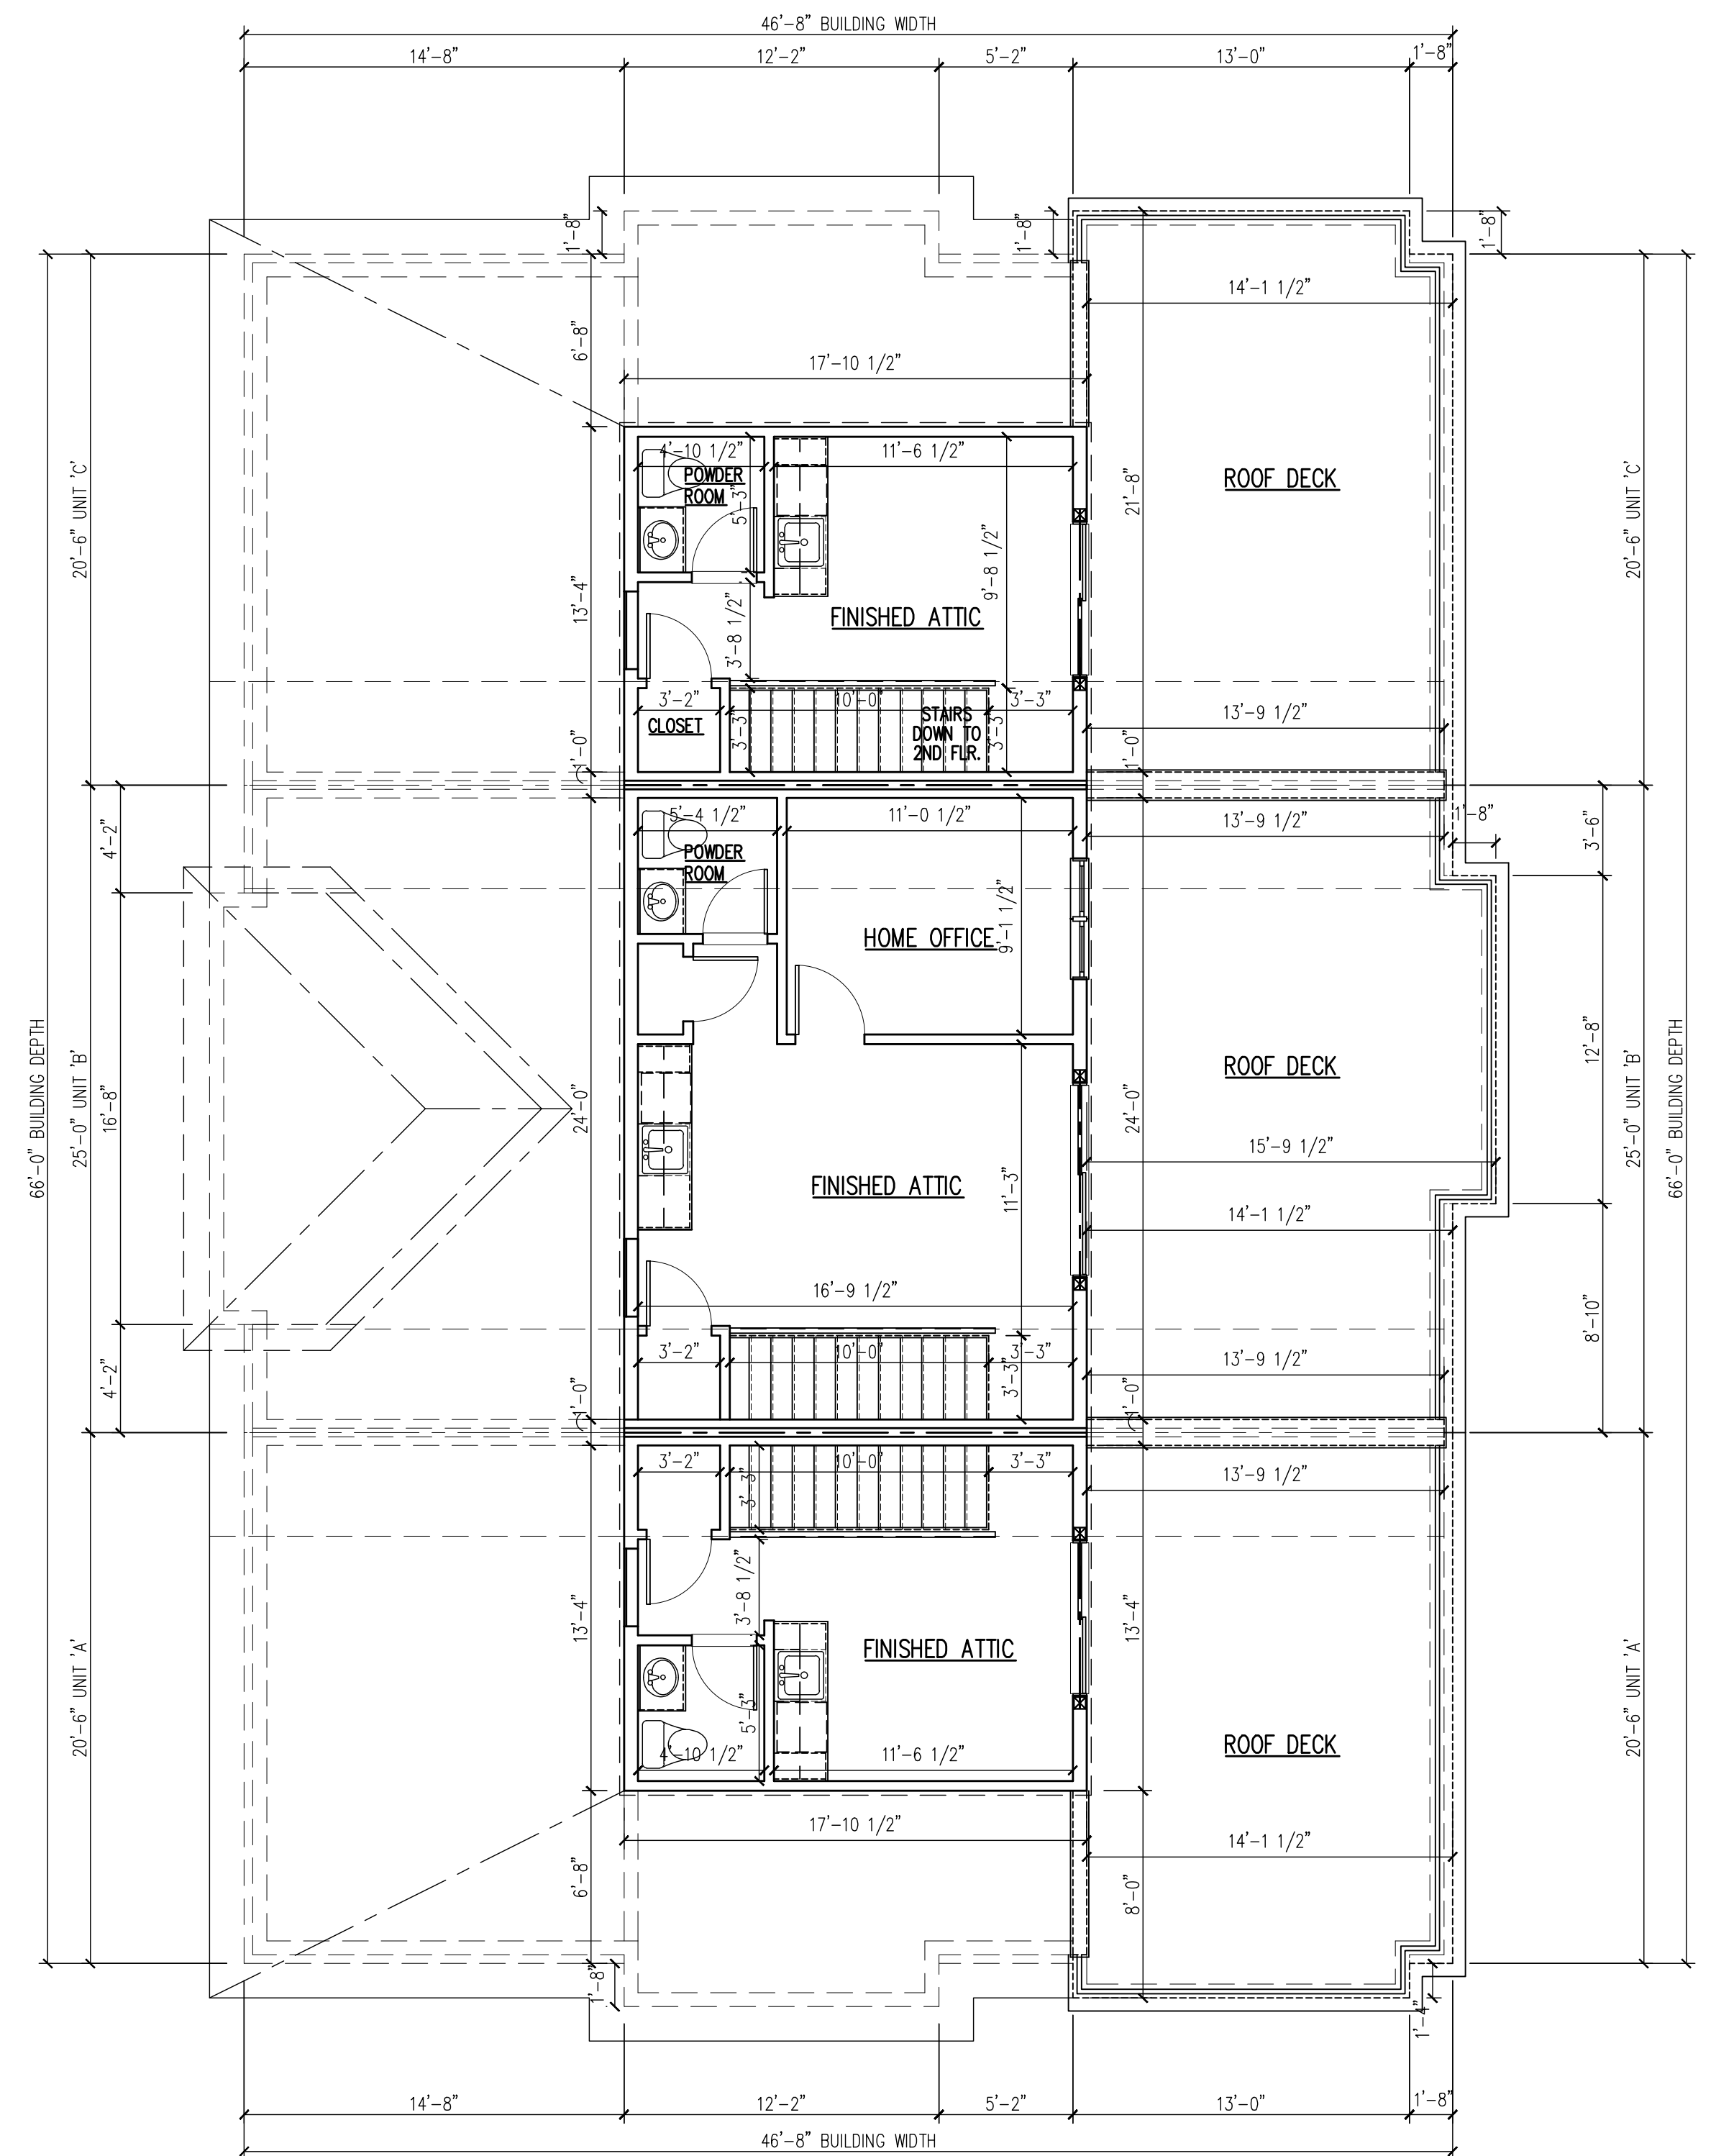 46'-8" BUILDING WIDTH
14'-8"
12'-2"
5'-2"
13'-0"
1'-8"
1'-8"
1'-8"
1'-8"
14'-1 1/2"
6'-8"
17'-10 1/2"
4'-10 1/2"
11'-6 1/2"
POWDER
ROOM
5'-3"
20'-6" UNIT 'C'
21'-8"
ROOF DECK
20'-6" UNIT 'C'
9'-8 1/2"
13'-4"
3'-8 1/2"
FINISHED ATTIC
3'-2"
10'-0"
3'-3"
CLOSET
3'-3"
STAIRS
DOWN TO
2ND FLR.
3'-3"
13'-9 1/2"
1'-0"
1'-0"
5'-4 1/2"
11'-0 1/2"
13'-9 1/2"
1'-8"
3'-6"
4'-2"
POWDER
ROOM
9'-1 1/2"
HOME OFFICE
66'-0" BUILDING DEPTH
25'-0" UNIT 'B'
16'-8"
24'-0"
24'-0"
ROOF DECK
12'-8"
25'-0" UNIT 'B'
66'-0" BUILDING DEPTH
15'-9 1/2"
FINISHED ATTIC
11'-3"
14'-1 1/2"
16'-9 1/2"
8'-10"
4'-2"
3'-2"
10'-0"
3'-3"
3'-3"
13'-9 1/2"
1'-0"
1'-0"
3'-2"
10'-0"
3'-3"
13'-9 1/2"
3'-3"
13'-4"
3'-8 1/2"
13'-4"
FINISHED ATTIC
20'-6" UNIT 'A'
20'-6" UNIT 'A'
5'-3"
4'-10 1/2"
11'-6 1/2"
ROOF DECK
17'-10 1/2"
14'-1 1/2"
6'-8"
8'-0"
1'-8"
1'-4"
14'-8"
12'-2"
5'-2"
13'-0"
1'-8"
46'-8" BUILDING WIDTH